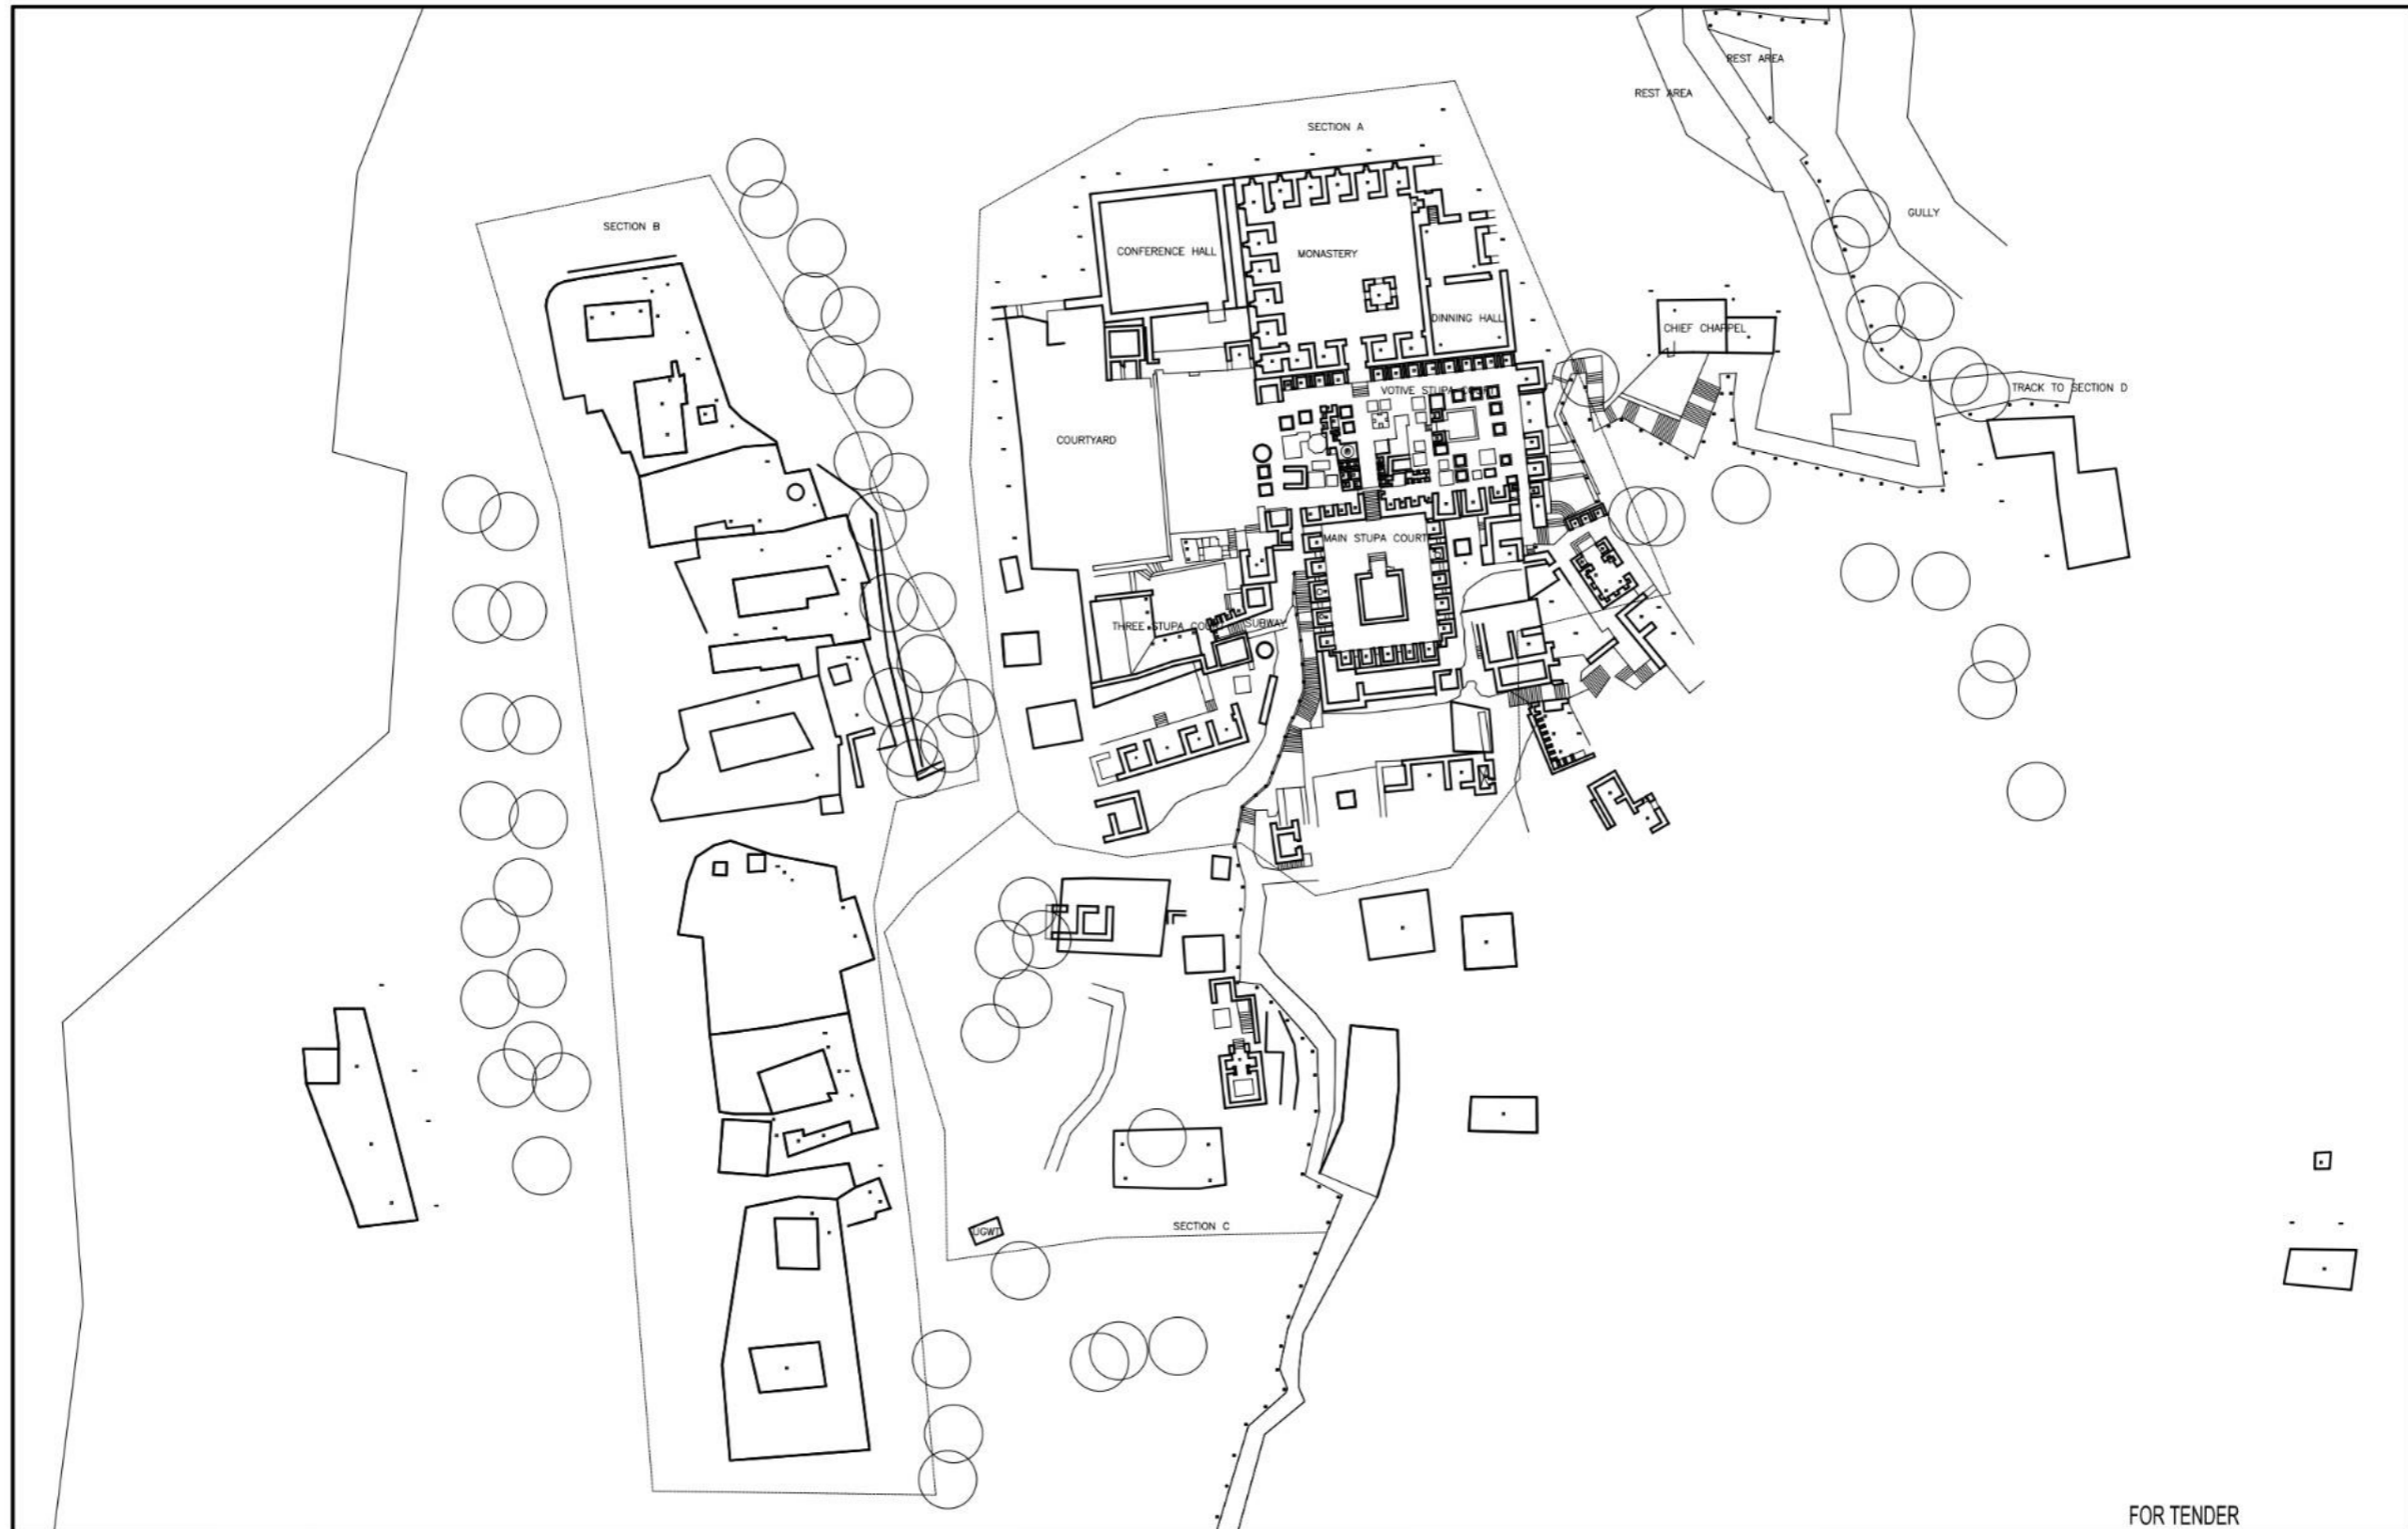 REST AREA
REST AREA
SECTION A
GULLY
SECTION B
CONFERENCE HALL
MONASTERY
DINNING HALL
CHIEF CHAPPEL
TRACK TO SECTION D
VOTIVE STUPA COURT
COURTYARD
MAIN STUPA COURT
THREE STUPA COURT
SUBWAY
SECTION C
UGWT
FOR TENDER